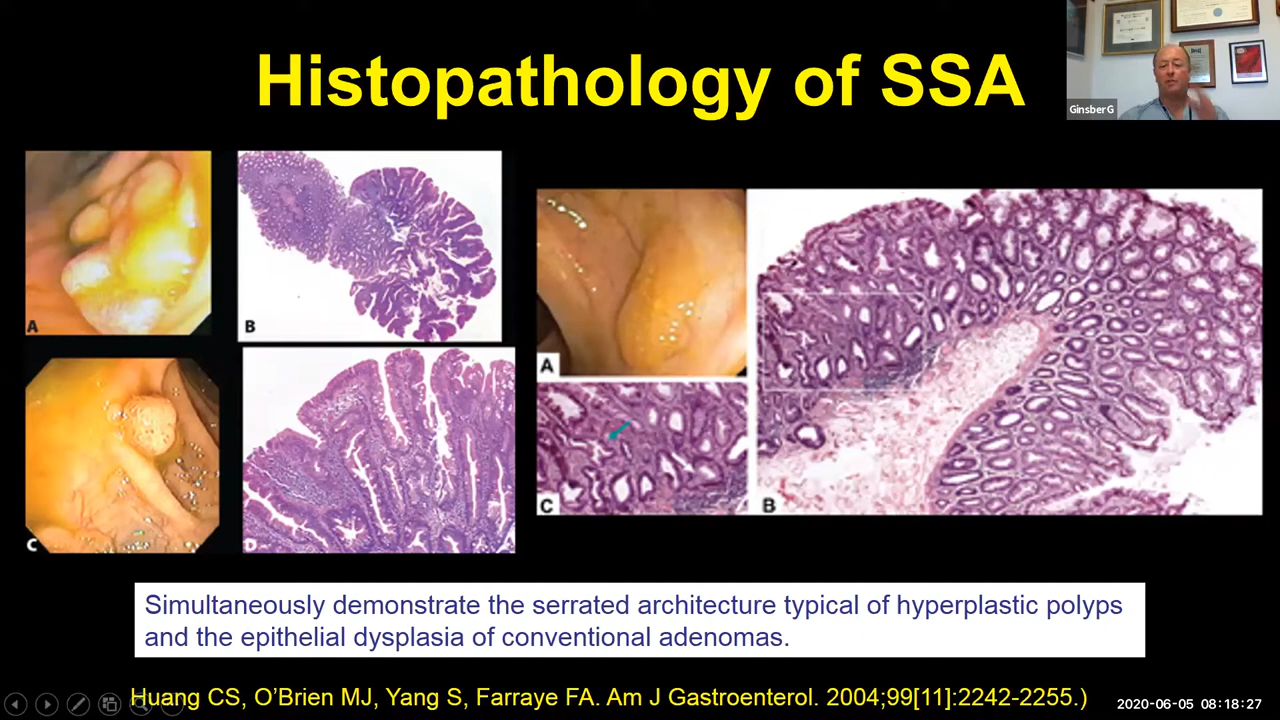 Histopathology of SSA
GinsberG
A
B
C
D
A
C
B
Simultaneously demonstrate the serrated architecture typical of hyperplastic polyps
and the epithelial dysplasia of conventional adenomas.
Huang CS, O'Brien MJ, Yang S, Farraye FA. Am J Gastroenterol. 2004;99[11]:2242-2255.)
2020-06-05 08:18:27